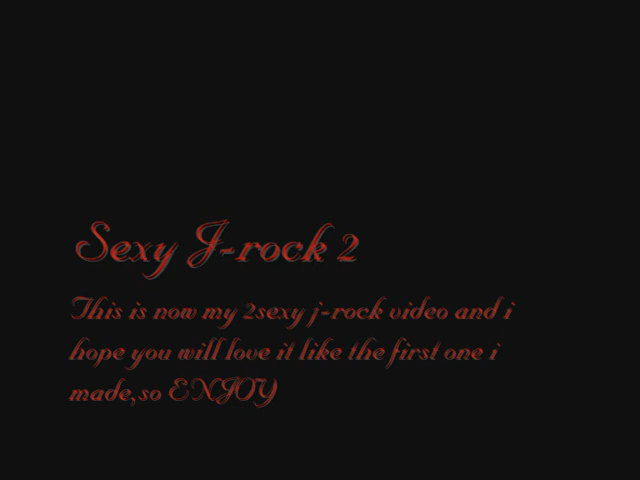 Sexy J-rock 2
This is now my 2sexy j-rock video and i
hope you will love it like the first one i
made,so ENJOY